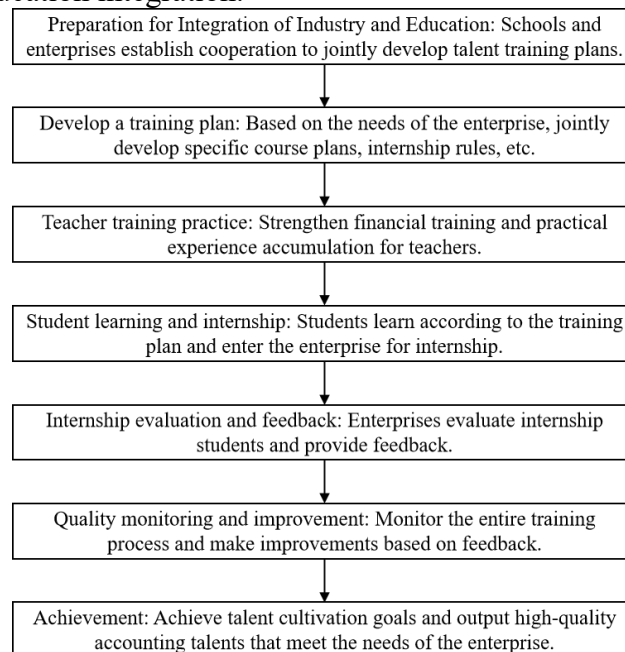 Preparation for Integration of Industry and Education: Schools and
enterprises establish cooperation to jointly develop talent training plans.
Develop a training plan: Based on the needs of the enterprise, jointly
develop specific course plans, internship rules, etc.
Teacher training practice: Strengthen financial training and practical
experience accumulation for teachers.
Student learning and internship: Students learn according to the training
plan and enter the enterprise for internship.
Internship evaluation and feedback: Enterprises evaluate internship
students and provide feedback.
Quality monitoring and improvement: Monitor the entire training
process and make improvements based on feedback.
Achievement: Achieve talent cultivation goals and output high-quality
accounting talents that meet the needs of the enterprise.